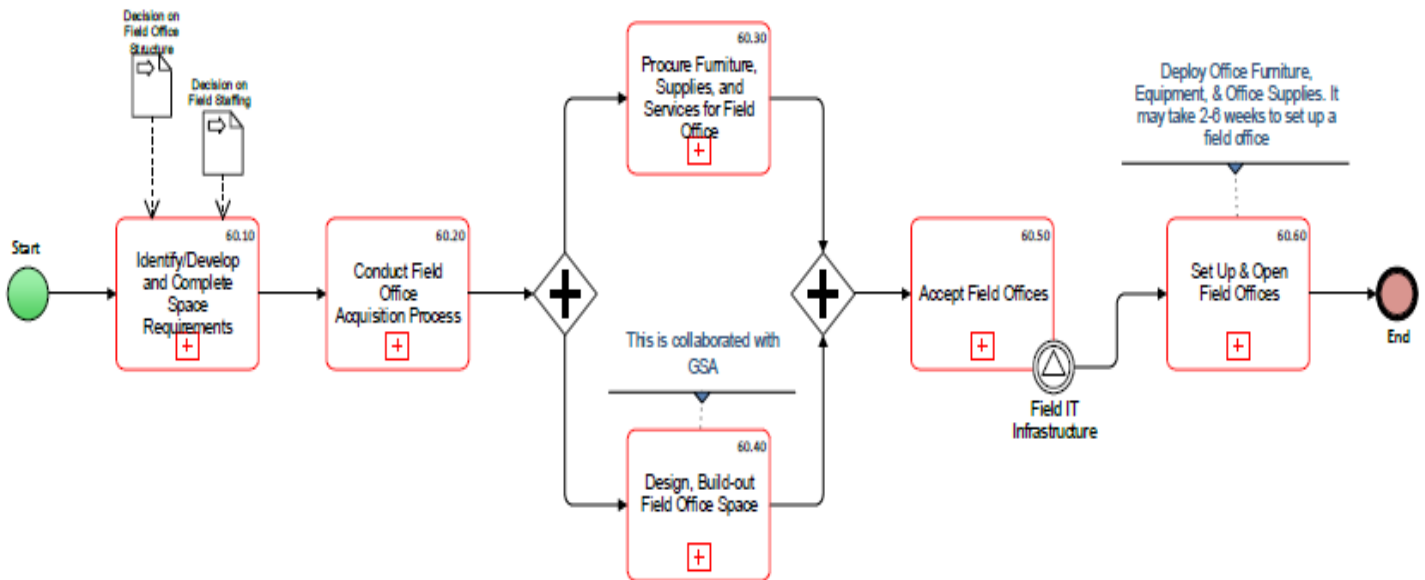 Decision on
Field Office
Structure
Decision on
Field Staffing
Start
60.10
Identify/Develop
and Complete
Space
Requirements
60.20
Conduct Field
Office
Acquisition Process
60.30
Procure Furniture,
Supplies, and
Services for Field
Office
This is collaborated with
GSA
60.40
Design, Build-out
Field Office Space
60.50
Accept Field Offices
Field IT
Infrastructure
Deploy Office Furniture,
Equipment, & Office Supplies. It
may take 2-6 weeks to set up a
field office
60.60
Set Up & Open
Field Offices
End